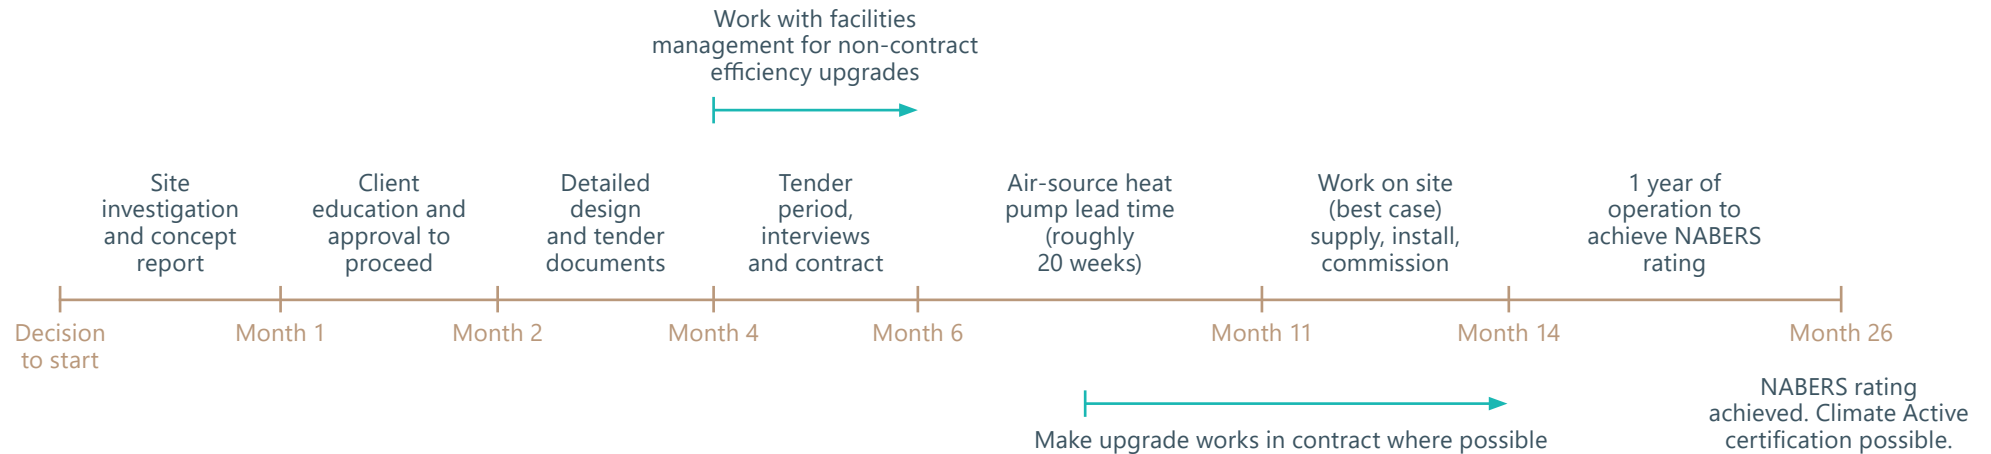 Work with facilities
management for non-contract
efficiency upgrades
Site
investigation
and concept
report
Client
education and
approval to
proceed
Detailed
design
and tender
documents
Tender
period,
interviews
and contract
Air-source heat
pump lead time
(roughly
20 weeks)
Work on site
(best case)
supply, install,
commission
1 year of
operation to
achieve NABERS
rating
Decision
to start
Month 1
Month 2
Month 4
Month 6
Month 11
Month 14
Month 26
Make upgrade works in contract where possible
NABERS rating
achieved. Climate Active
certification possible.